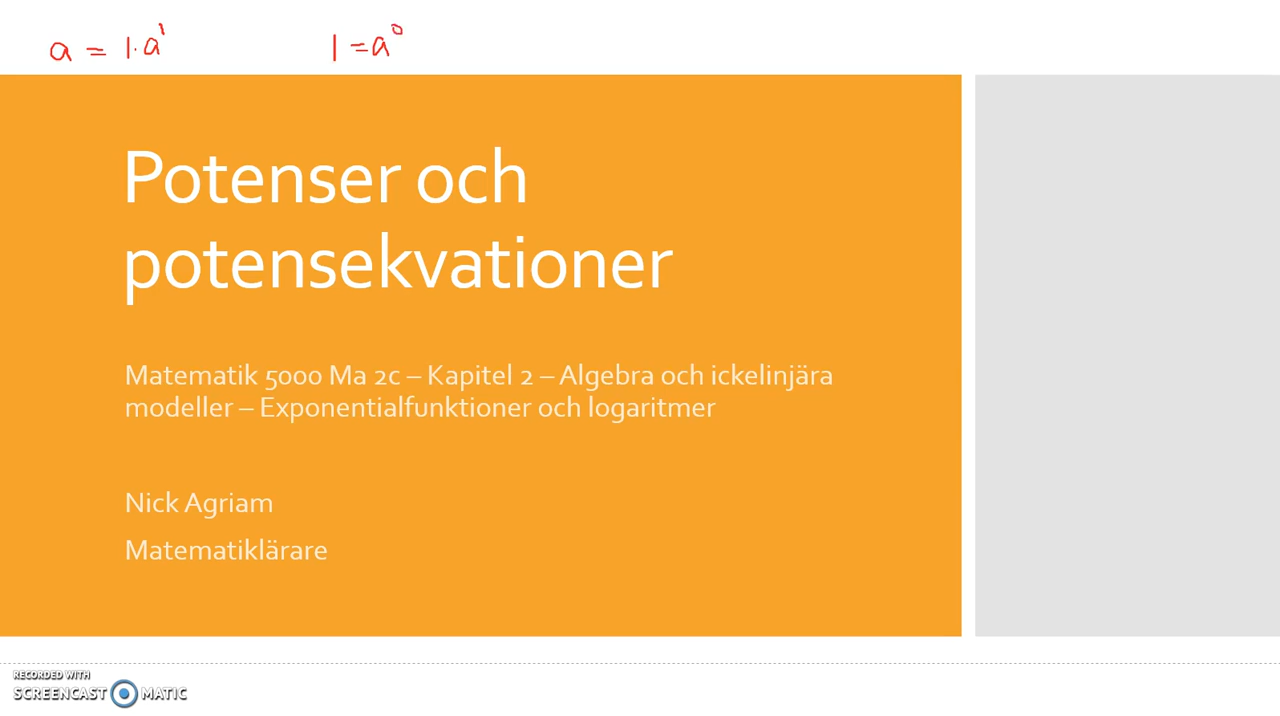 a = 1·a¹ 1 = a⁰
Potenser och
potensekvationer
Matematik 5000 Ma 2c – Kapitel 2 – Algebra och ickelinjära
modeller – Exponentialfunktioner och logaritmer
Nick Agriam
Matematiklärare
RECORDED WITH
SCREENCAST MATIC